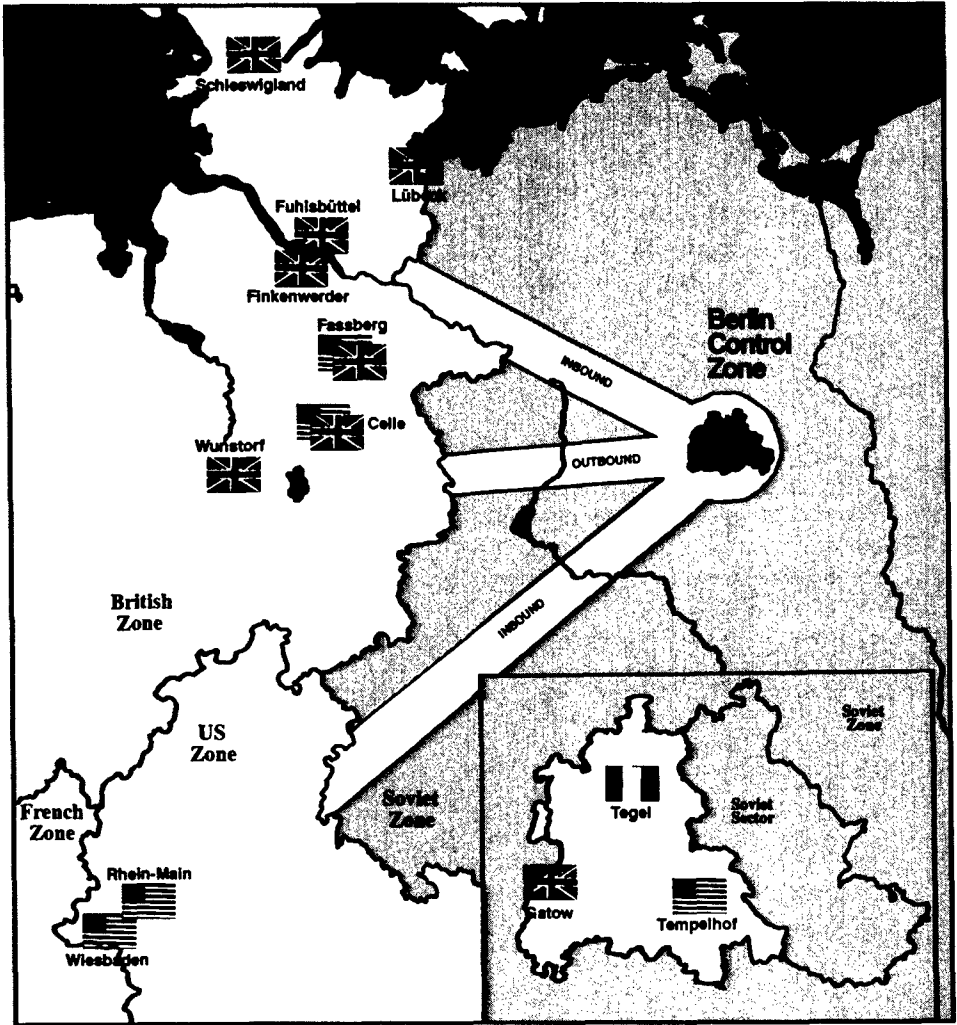 Schleswigland
Lübeck
Fuhlsbüttel
Finkenwerder
Fassberg
Celle
Wunstorf
Berlin
Control
Zone
INBOUND
OUTBOUND
INBOUND
British
Zone
US
Zone
French
Zone
Soviet
Zone
Rhein-Main
Wiesbaden
Soviet
Zone
Soviet
Sector
Tegel
Gatow
Tempelhof